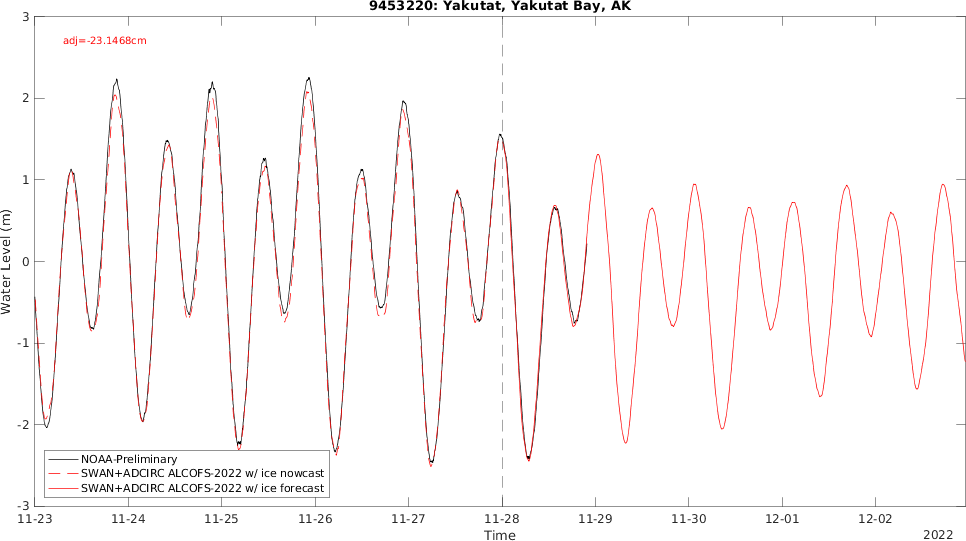 9453220: Yakutat, Yakutat Bay, AK
adj=-23.1468cm
3
2
1
0
-1
-2
-3
Water Level (m)
NOAA-Preliminary
SWAN+ADCIRC ALCOFS-2022 w/ ice nowcast
SWAN+ADCIRC ALCOFS-2022 w/ ice forecast
11-23 11-24 11-25 11-26 11-27 11-28 11-29 11-30 12-01 12-02
Time
2022